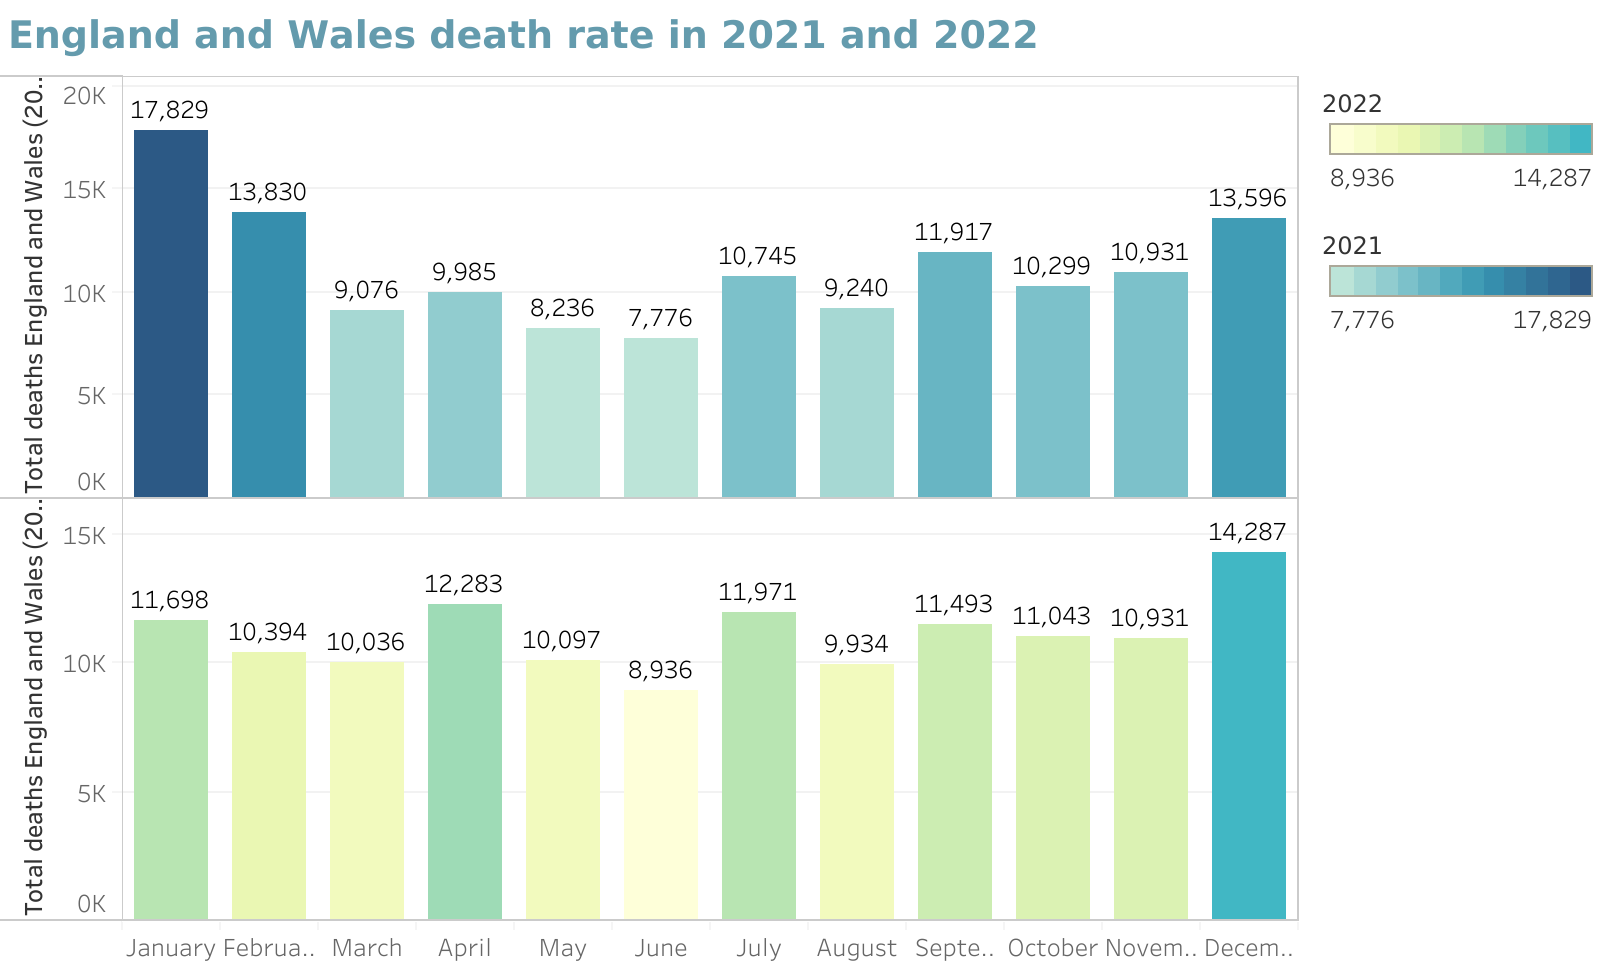 England and Wales death rate in 2021 and 2022
Total deaths England and Wales (20..
20K
15K
10K
5K
0K
17,829
13,830
9,076
9,985
8,236
7,776
10,745
9,240
11,917
10,299
10,931
13,596
Total deaths England and Wales (20..
15K
10K
5K
0K
11,698
10,394
10,036
12,283
10,097
8,936
11,971
9,934
11,493
11,043
10,931
14,287
January Februa.. March April May June July August Septe.. October Novem.. Decem..
2022
8,936 14,287
2021
7,776 17,829